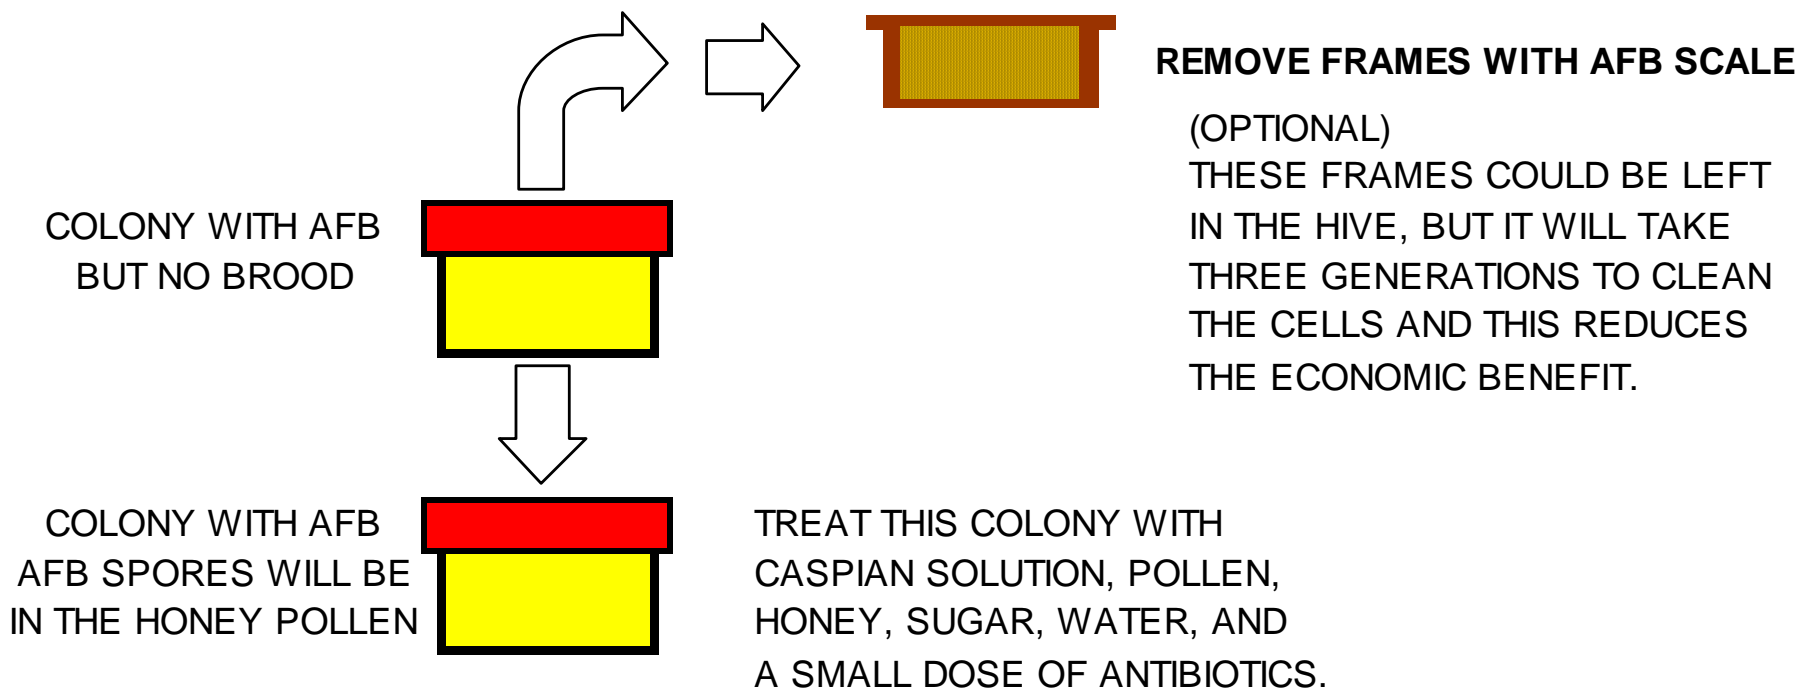 REMOVE FRAMES WITH AFB SCALE
(OPTIONAL)
THESE FRAMES COULD BE LEFT
IN THE HIVE, BUT IT WILL TAKE
THREE GENERATIONS TO CLEAN
THE CELLS AND THIS REDUCES
THE ECONOMIC BENEFIT.
COLONY WITH AFB
BUT NO BROOD
COLONY WITH AFB
AFB SPORES WILL BE
IN THE HONEY POLLEN
TREAT THIS COLONY WITH
CASPIAN SOLUTION, POLLEN,
HONEY, SUGAR, WATER, AND
A SMALL DOSE OF ANTIBIOTICS.